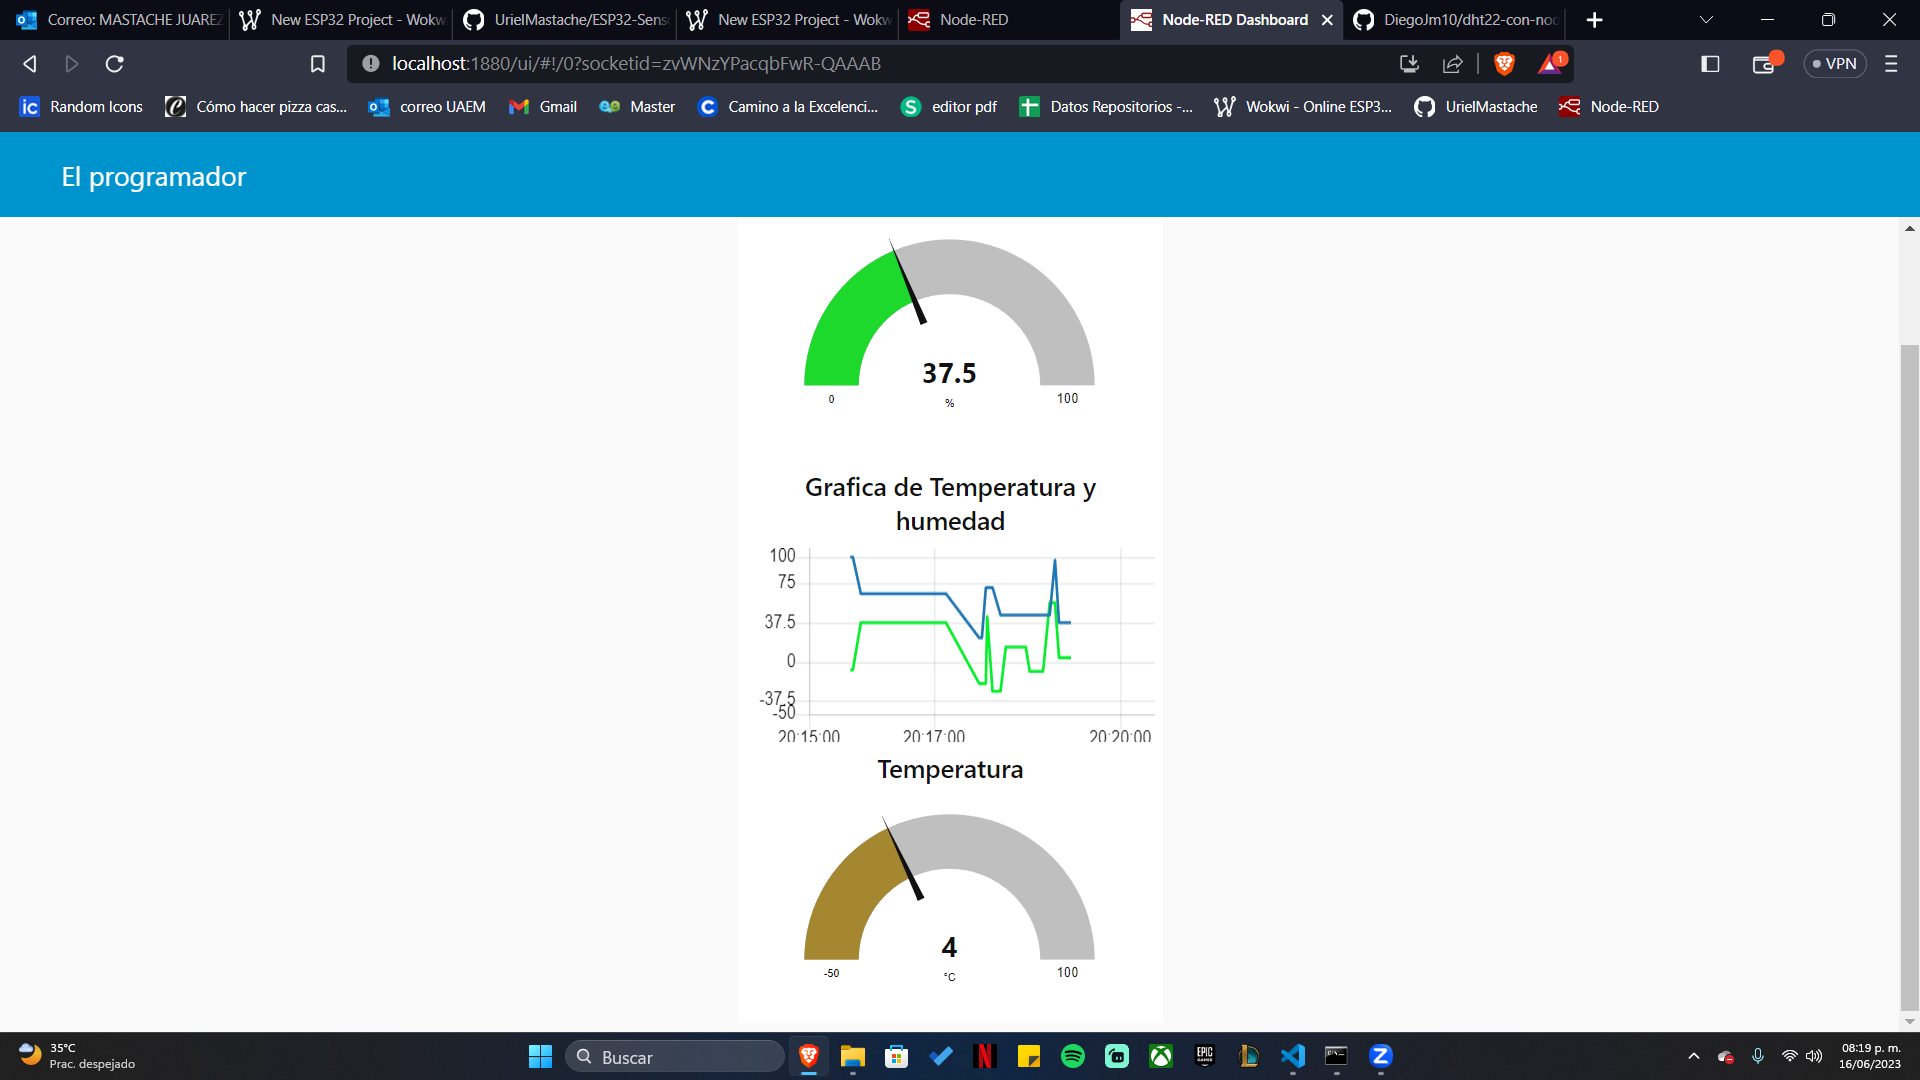 Correo: MASTACHE JUAREZ
New ESP32 Project - Wokw
UrielMastache/ESP32-Sens
New ESP32 Project - Wokw
Node-RED
Node-RED Dashboard
DiegoJm10/dht22-con-nod
localhost:1880/ui/#!/0?socketid=zvWNzYPacqbFwR-QAAAB
1
VPN
Random Icons
Cómo hacer pizza cas...
correo UAEM
Gmail
Master
Camino a la Excelenci...
editor pdf
Datos Repositorios -...
Wokwi - Online ESP3...
UrielMastache
Node-RED
El programador
37.5
0
%
100
Grafica de Temperatura y
humedad
100
75
37.5
0
-37.5
-50
20:15:00
20:17:00
20:20:00
Temperatura
4
-50
°C
100
35°C
Prac. despejado
Buscar
08:19 p. m.
16/06/2023